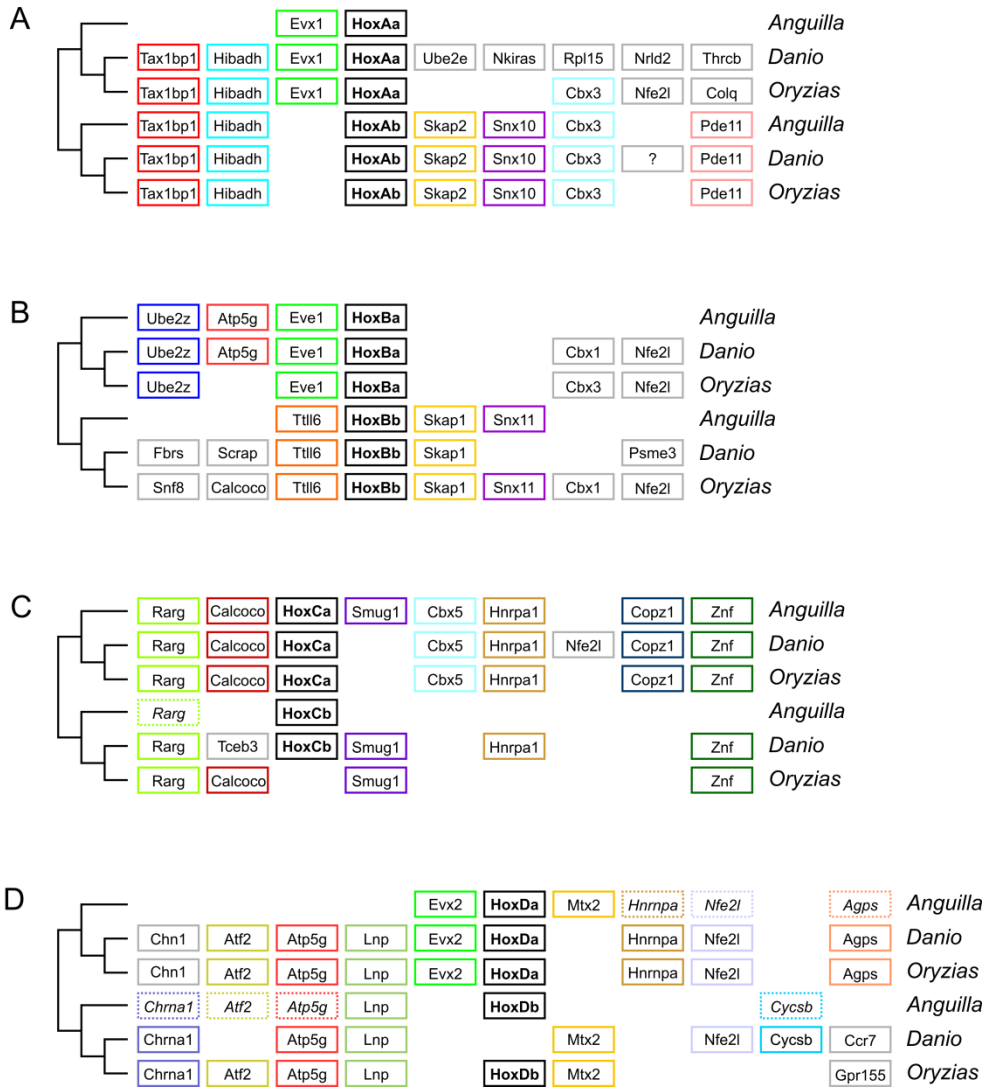 A
Evx1 HoxAa Anguilla
Tax1bp1 Hibadh Evx1 HoxAa Ube2e Nkiras Rpl15 Nrld2 Thrcb Danio
Tax1bp1 Hibadh Evx1 HoxAa Cbx3 Nfe2l Colq Oryzias
Tax1bp1 Hibadh HoxAb Skap2 Snx10 Cbx3 Pde11 Anguilla
Tax1bp1 Hibadh HoxAb Skap2 Snx10 Cbx3 ? Pde11 Danio
Tax1bp1 Hibadh HoxAb Skap2 Snx10 Cbx3 Pde11 Oryzias
B
Ube2z Atp5g Eve1 HoxBa Anguilla
Ube2z Atp5g Eve1 HoxBa Cbx1 Nfe2l Danio
Ube2z Eve1 HoxBa Cbx3 Nfe2l Oryzias
Ttll6 HoxBb Skap1 Snx11 Anguilla
Fbrs Scrap Ttll6 HoxBb Skap1 Psme3 Danio
Snf8 Calcoco Ttll6 HoxBb Skap1 Snx11 Cbx1 Nfe2l Oryzias
C
Rarg Calcoco HoxCa Smug1 Cbx5 Hnrpa1 Copz1 Znf Anguilla
Rarg Calcoco HoxCa Cbx5 Hnrpa1 Nfe2l Copz1 Znf Danio
Rarg Calcoco HoxCa Cbx5 Hnrpa1 Copz1 Znf Oryzias
Rarg HoxCb Anguilla
Rarg Tceb3 HoxCb Smug1 Hnrpa1 Znf Danio
Rarg Calcoco Smug1 Znf Oryzias
D
Evx2 HoxDa Mtx2 Hnrnpa Nfe2l Agps Anguilla
Chn1 Atf2 Atp5g Lnp Evx2 HoxDa Hnrnpa Nfe2l Agps Danio
Chn1 Atf2 Atp5g Lnp Evx2 HoxDa Hnrnpa Nfe2l Agps Oryzias
Chrna1 Atf2 Atp5g Lnp HoxDb Cycsb Anguilla
Chrna1 Atp5g Lnp Mtx2 Nfe2l Cycsb Ccr7 Danio
Chrna1 Atf2 Atp5g Lnp HoxDb Mtx2 Gpr155 Oryzias